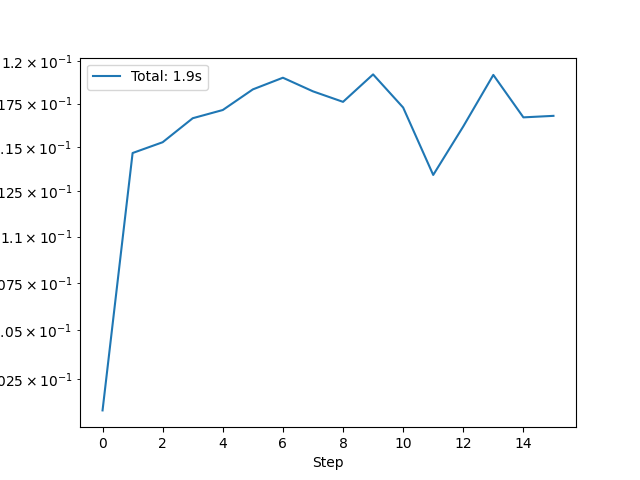 1.2 × 10⁻¹
Total: 1.9s
175 × 10⁻¹
.15 × 10⁻¹
125 × 10⁻¹
1.1 × 10⁻¹
075 × 10⁻¹
.05 × 10⁻¹
025 × 10⁻¹
0 2 4 6 8 10 12 14
Step